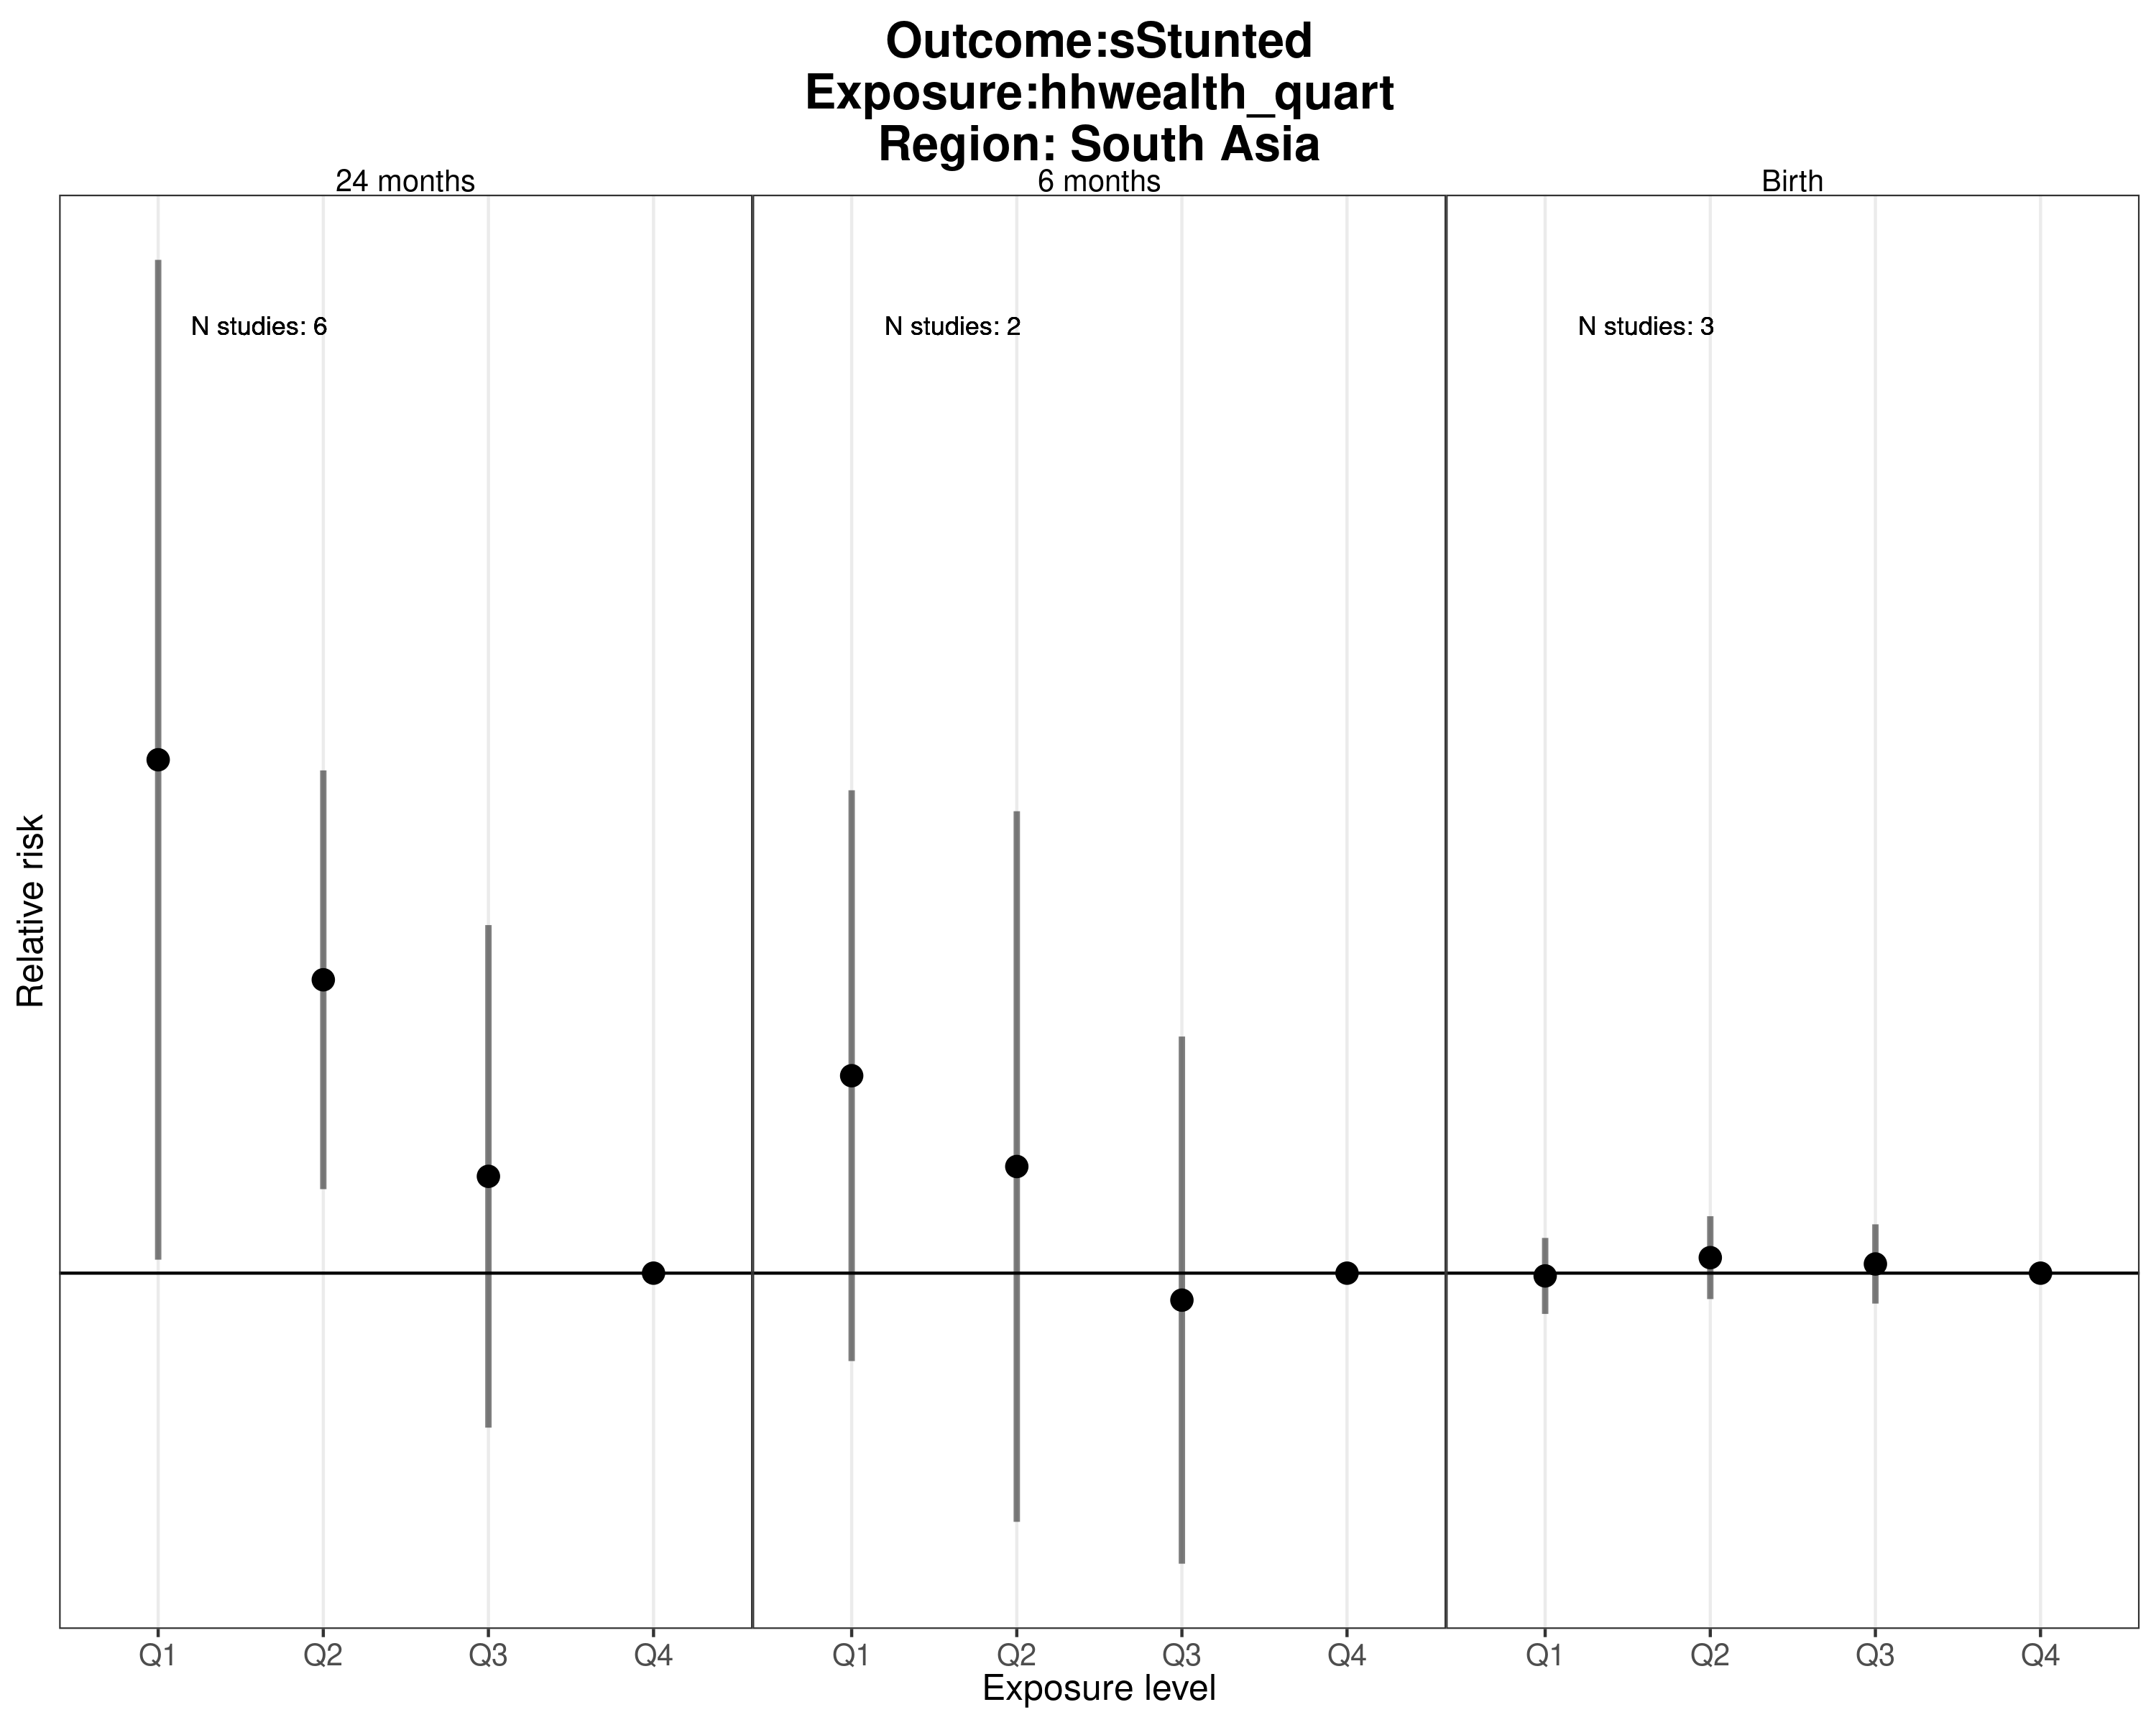 Outcome:sStunted
Exposure:hhwealth_quart
Region: South Asia
24 months
6 months
Birth
N studies: 6
N studies: 2
N studies: 3
Relative risk
Q1 Q2 Q3 Q4 Q1 Q2 Q3 Q4 Q1 Q2 Q3 Q4
Exposure level